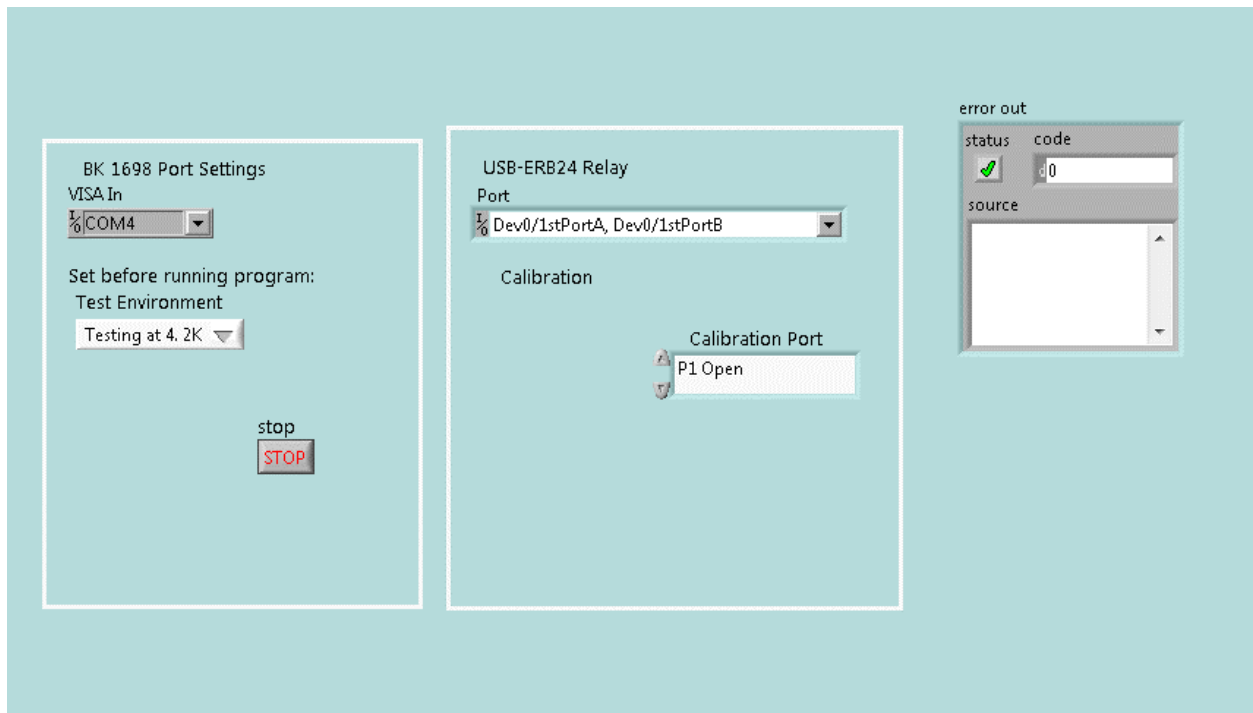 BK 1698 Port Settings
VISA In
I/O COM4
Set before running program:
Test Environment
Testing at 4. 2K
stop
STOP
USB-ERB24 Relay
Port
I/O Dev0/1stPortA, Dev0/1stPortB
Calibration
Calibration Port
P1 Open
error out
status code
d 0
source